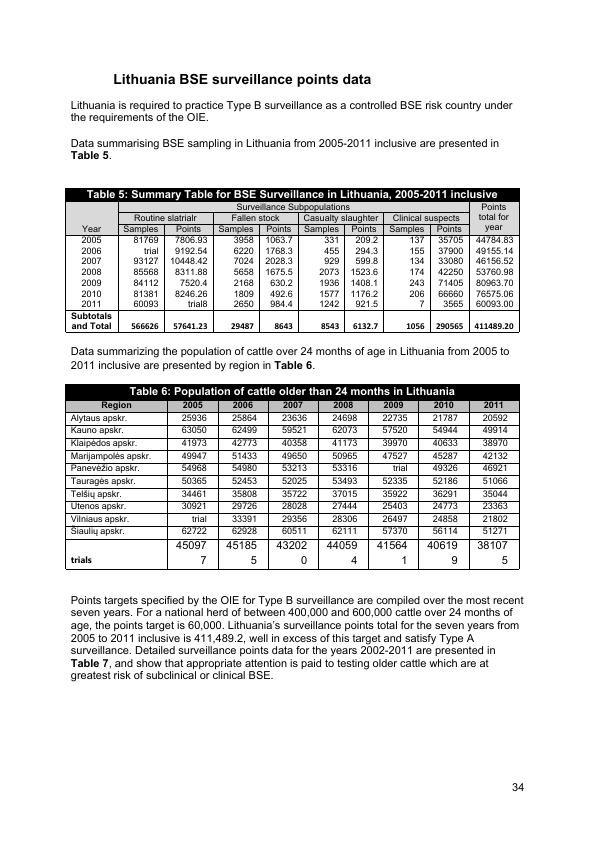 Lithuania BSE surveillance points data
Lithuania is required to practice Type B surveillance as a controlled BSE risk country under
the requirements of the OIE.
Data summarising BSE sampling in Lithuania from 2005-2011 inclusive are presented in
Table 5.
Table 5: Summary Table for BSE Surveillance in Lithuania, 2005-2011 inclusive
Surveillance Subpopulations Points
Routine slatrialr Fallen stock Casualty slaughter Clinical suspects total for
Year Samples Points Samples Points Samples Points Samples Points year
2005 81769 7806.93 3958 1063.7 331 209.2 137 35705 44784.83
2006 trial 9192.54 6220 1768.3 455 294.3 155 37900 49155.14
2007 93127 10448.42 7024 2028.3 929 599.8 134 33080 46156.52
2008 85568 8311.88 5658 1675.5 2073 1523.6 174 42250 53760.98
2009 84112 7520.4 2168 630.2 1936 1408.1 243 71405 80963.70
2010 81381 8246.26 1809 492.6 1577 1176.2 206 66660 76575.06
2011 60093 trial8 2650 984.4 1242 921.5 7 3565 60093.00
Subtotals
and Total 566626 57641.23 29487 8643 8543 6132.7 1056 290565 411489.20
Data summarizing the population of cattle over 24 months of age in Lithuania from 2005 to
2011 inclusive are presented by region in Table 6.
Table 6: Population of cattle older than 24 months in Lithuania
Region 2005 2006 2007 2008 2009 2010 2011
Alytaus apskr. 25936 25864 23636 24698 22735 21787 20592
Kauno apskr. 63050 62499 59521 62073 57520 54944 49914
Klaipėdos apskr. 41973 42773 40358 41173 39970 40633 38970
Marijampolės apskr. 49947 51433 49650 50965 47527 45287 42132
Panevėžio apskr. 54968 54980 53213 53316 trial 49326 46921
Tauragės apskr. 50365 52453 52025 53493 52335 52186 51066
Telšių apskr. 34461 35808 35722 37015 35922 36291 35044
Utenos apskr. 30921 29726 28028 27444 25403 24773 23363
Vilniaus apskr. trial 33391 29356 28306 26497 24858 21802
Šiaulių apskr. 62722 62928 60511 62111 57370 56114 51271
45097 45185 43202 44059 41564 40619 38107
trials 7 5 0 4 1 9 5
Points targets specified by the OIE for Type B surveillance are compiled over the most recent
seven years. For a national herd of between 400,000 and 600,000 cattle over 24 months of
age, the points target is 60,000. Lithuania's surveillance points total for the seven years from
2005 to 2011 inclusive is 411,489.2, well in excess of this target and satisfy Type A
surveillance. Detailed surveillance points data for the years 2002-2011 are presented in
Table 7, and show that appropriate attention is paid to testing older cattle which are at
greatest risk of subclinical or clinical BSE.
34